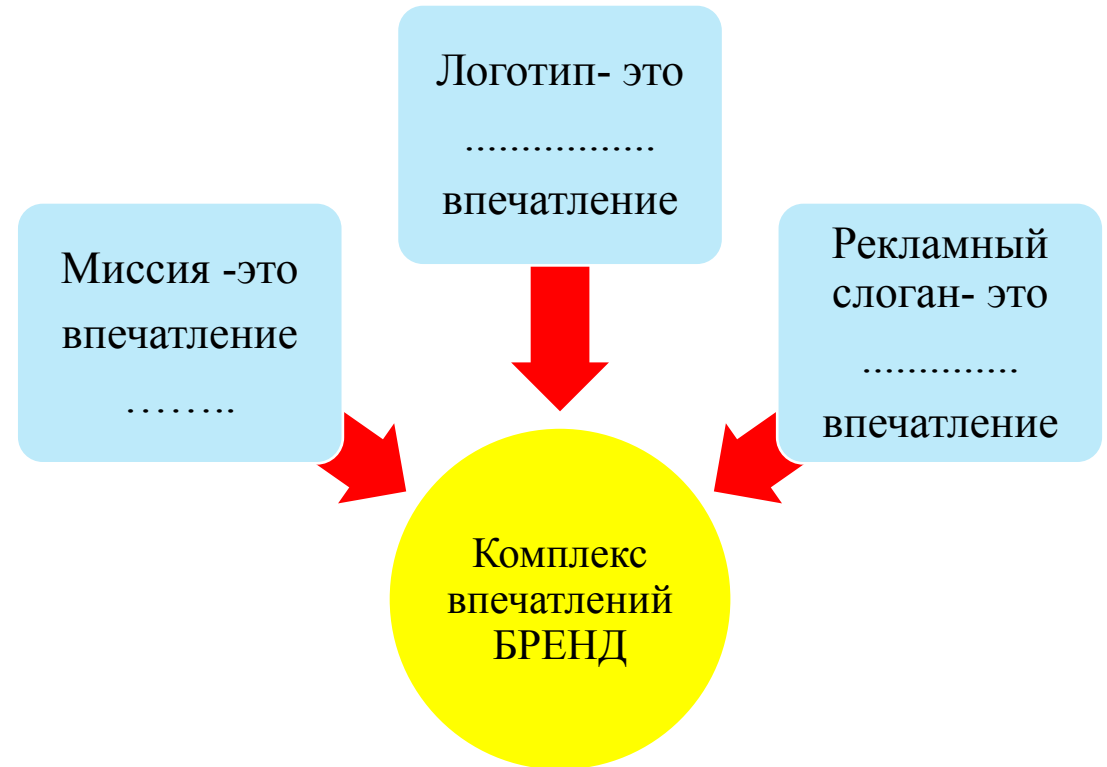 Логотип- это
.................
впечатление
Миссия -это
впечатление
……..
Рекламный
слоган- это
..............
впечатление
Комплекс
впечатлений
БРЕНД